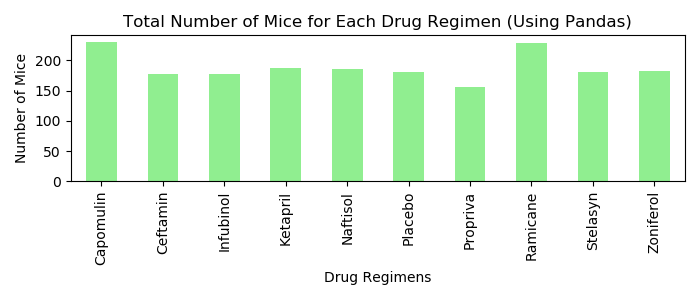 Total Number of Mice for Each Drug Regimen (Using Pandas)
Number of Mice
200
150
100
50
0
Capomulin
Ceftamin
Infubinol
Ketapril
Naftisol
Placebo
Propriva
Ramicane
Stelasyn
Zoniferol
Drug Regimens